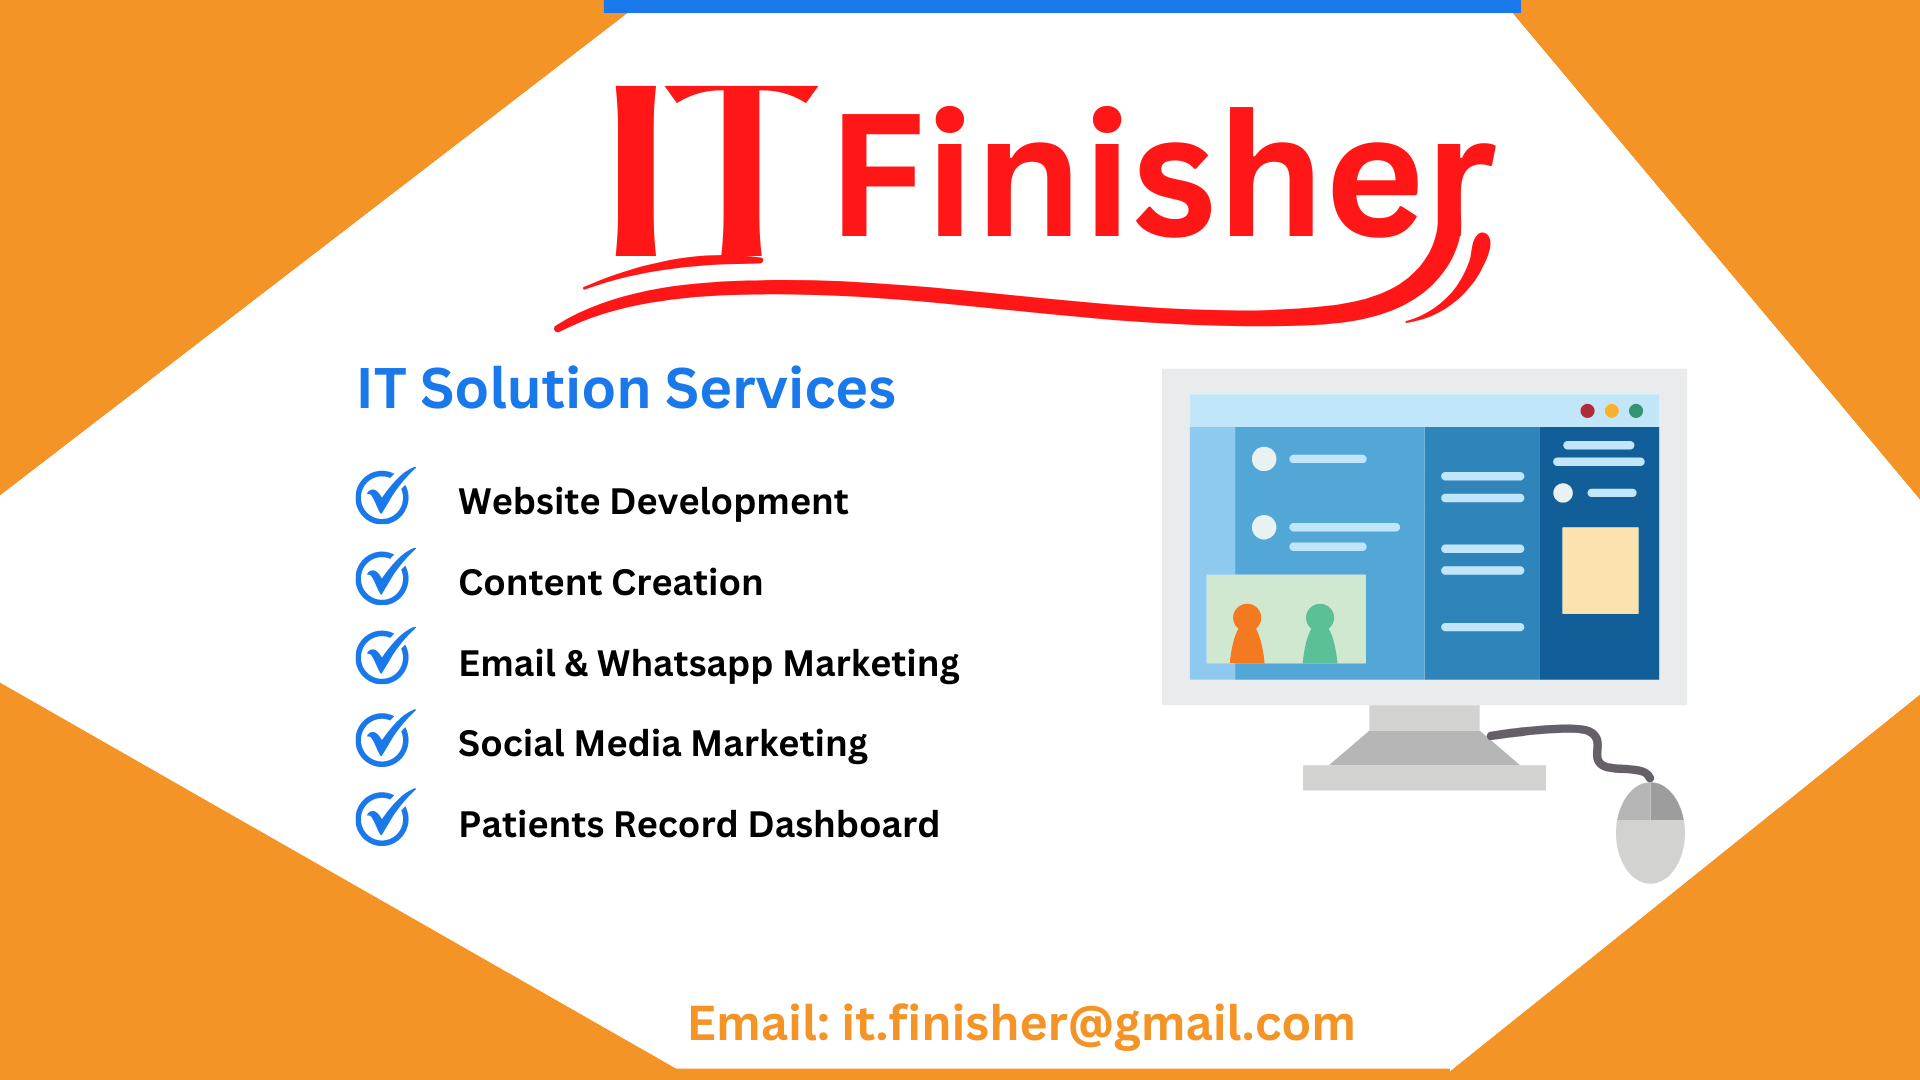 IT Finisher
IT Solution Services
Website Development
Content Creation
Email & Whatsapp Marketing
Social Media Marketing
Patients Record Dashboard
Email: it.finisher@gmail.com